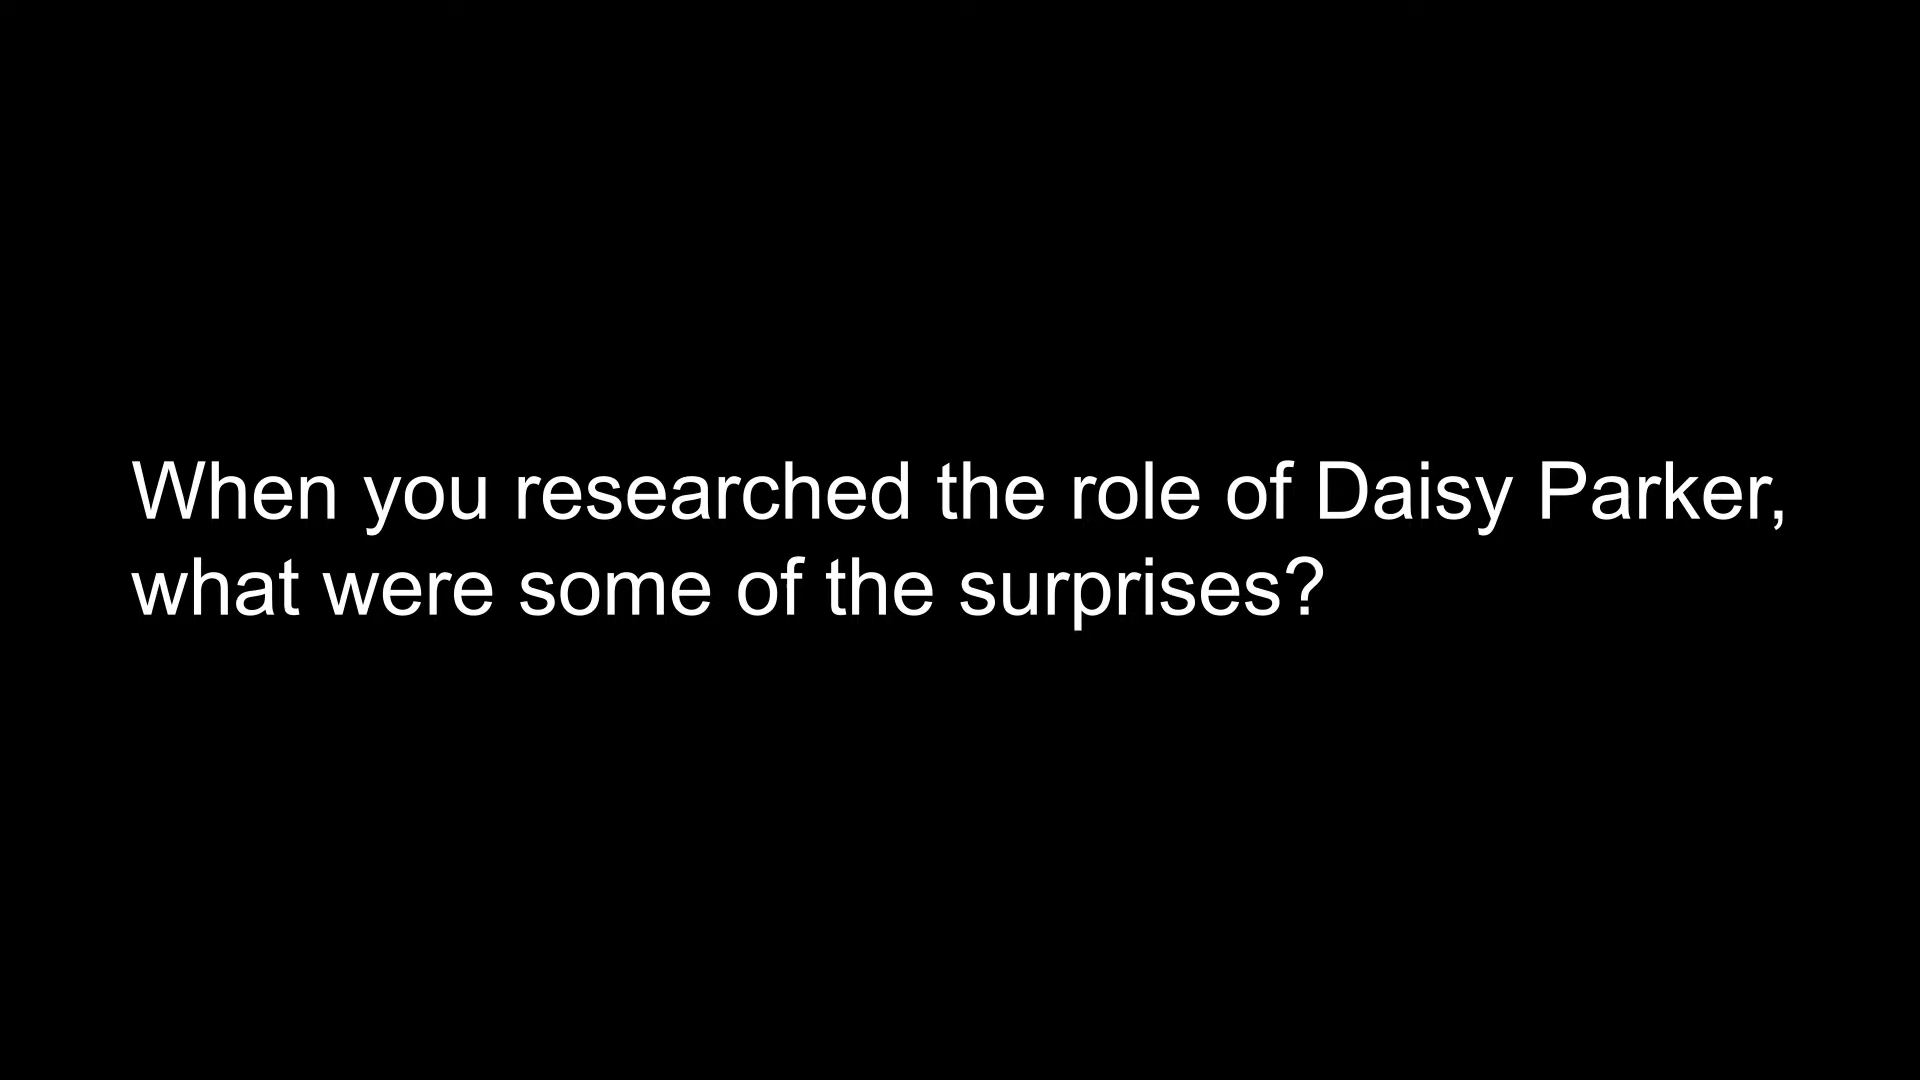 When you researched the role of Daisy Parker,
what were some of the surprises?